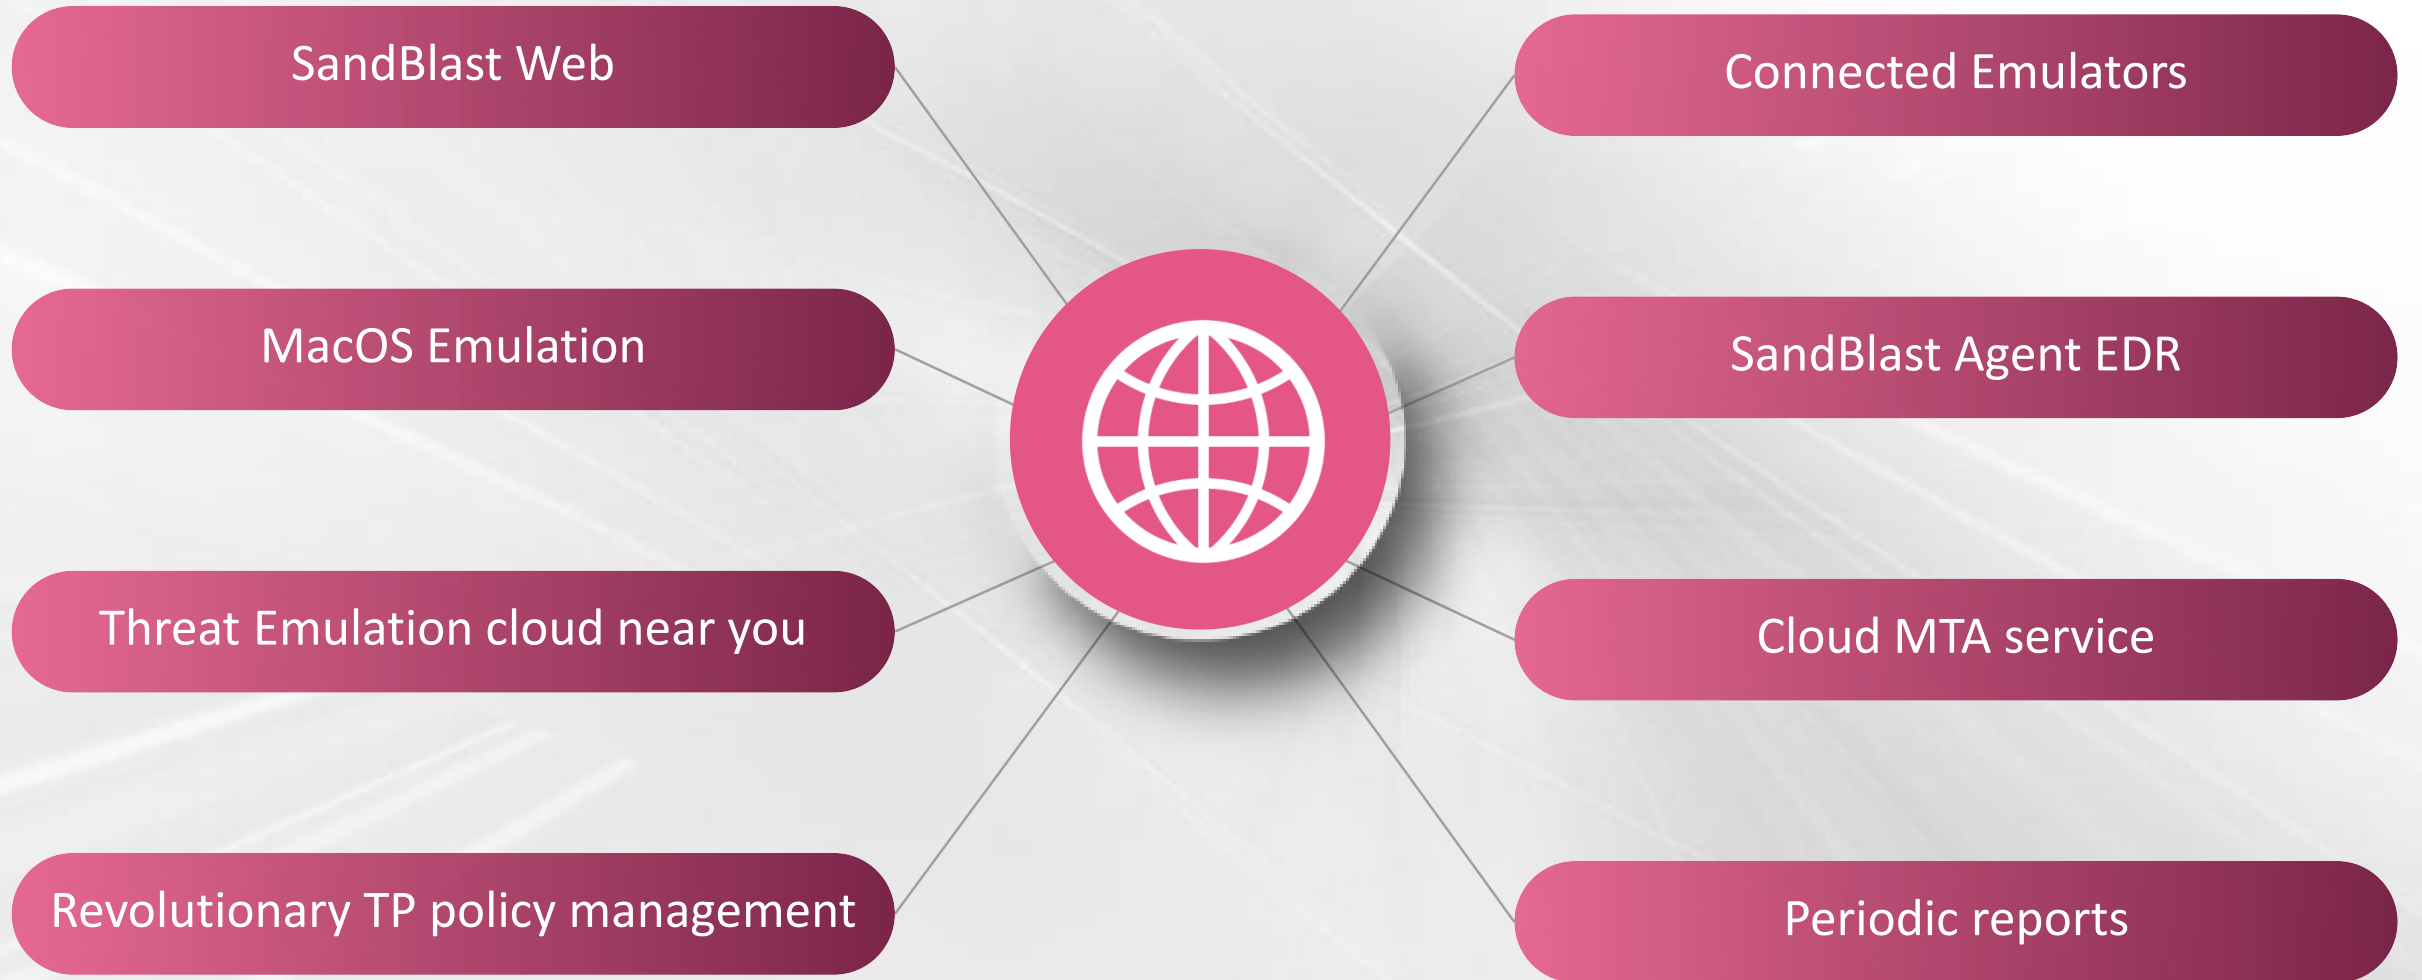 SandBlast Web
MacOS Emulation
Threat Emulation cloud near you
Revolutionary TP policy management
Connected Emulators
SandBlast Agent EDR
Cloud MTA service
Periodic reports